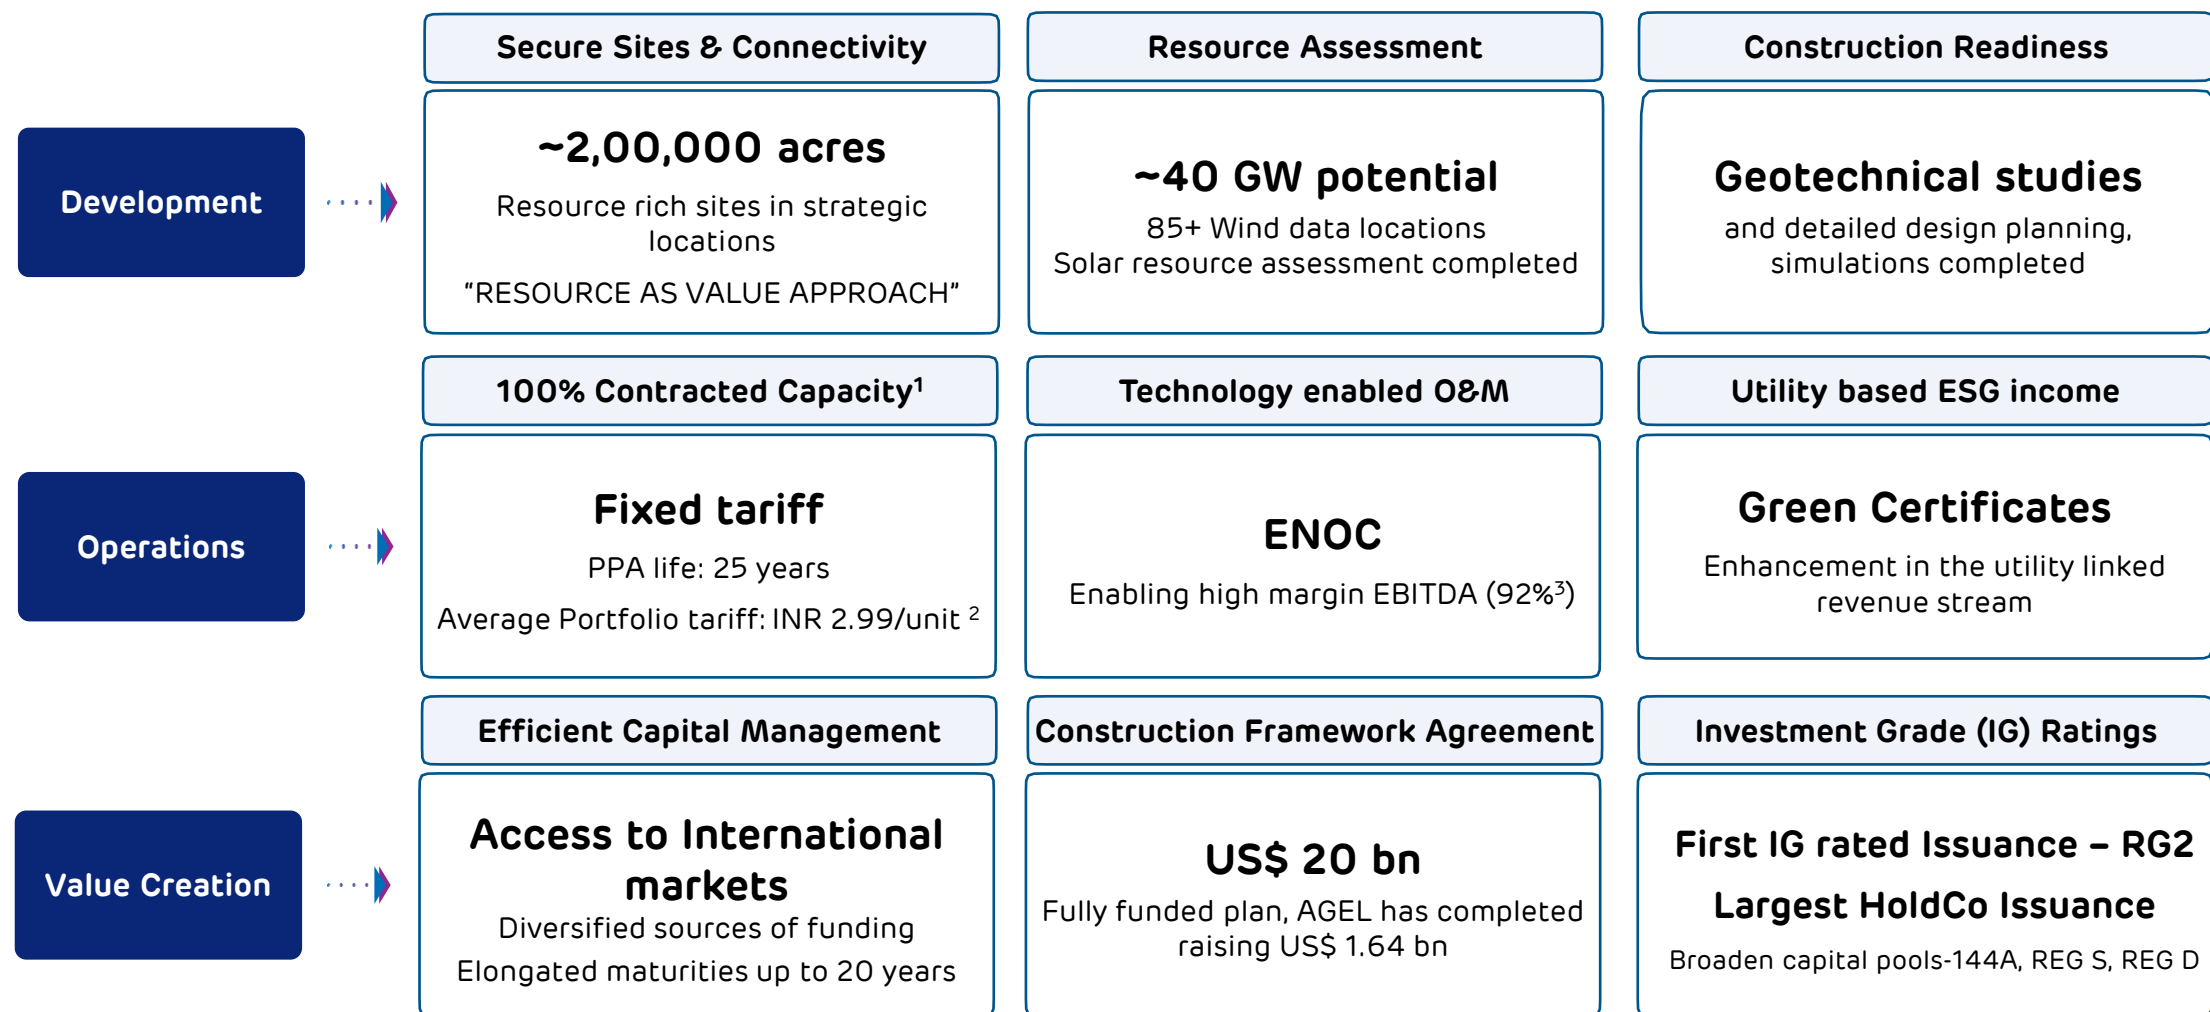 Secure Sites & Connectivity
Resource Assessment
Construction Readiness
Development
~2,00,000 acres
Resource rich sites in strategic
locations
“RESOURCE AS VALUE APPROACH”
~40 GW potential
85+ Wind data locations
Solar resource assessment completed
Geotechnical studies
and detailed design planning,
simulations completed
100% Contracted Capacity¹
Technology enabled O&M
Utility based ESG income
Operations
Fixed tariff
PPA life: 25 years
Average Portfolio tariff: INR 2.99/unit ²
ENOC
Enabling high margin EBITDA (92%³)
Green Certificates
Enhancement in the utility linked
revenue stream
Efficient Capital Management
Construction Framework Agreement
Investment Grade (IG) Ratings
Value Creation
Access to International
markets
Diversified sources of funding
Elongated maturities up to 20 years
US$ 20 bn
Fully funded plan, AGEL has completed
raising US$ 1.64 bn
First IG rated Issuance – RG2
Largest HoldCo Issuance
Broaden capital pools-144A, REG S, REG D